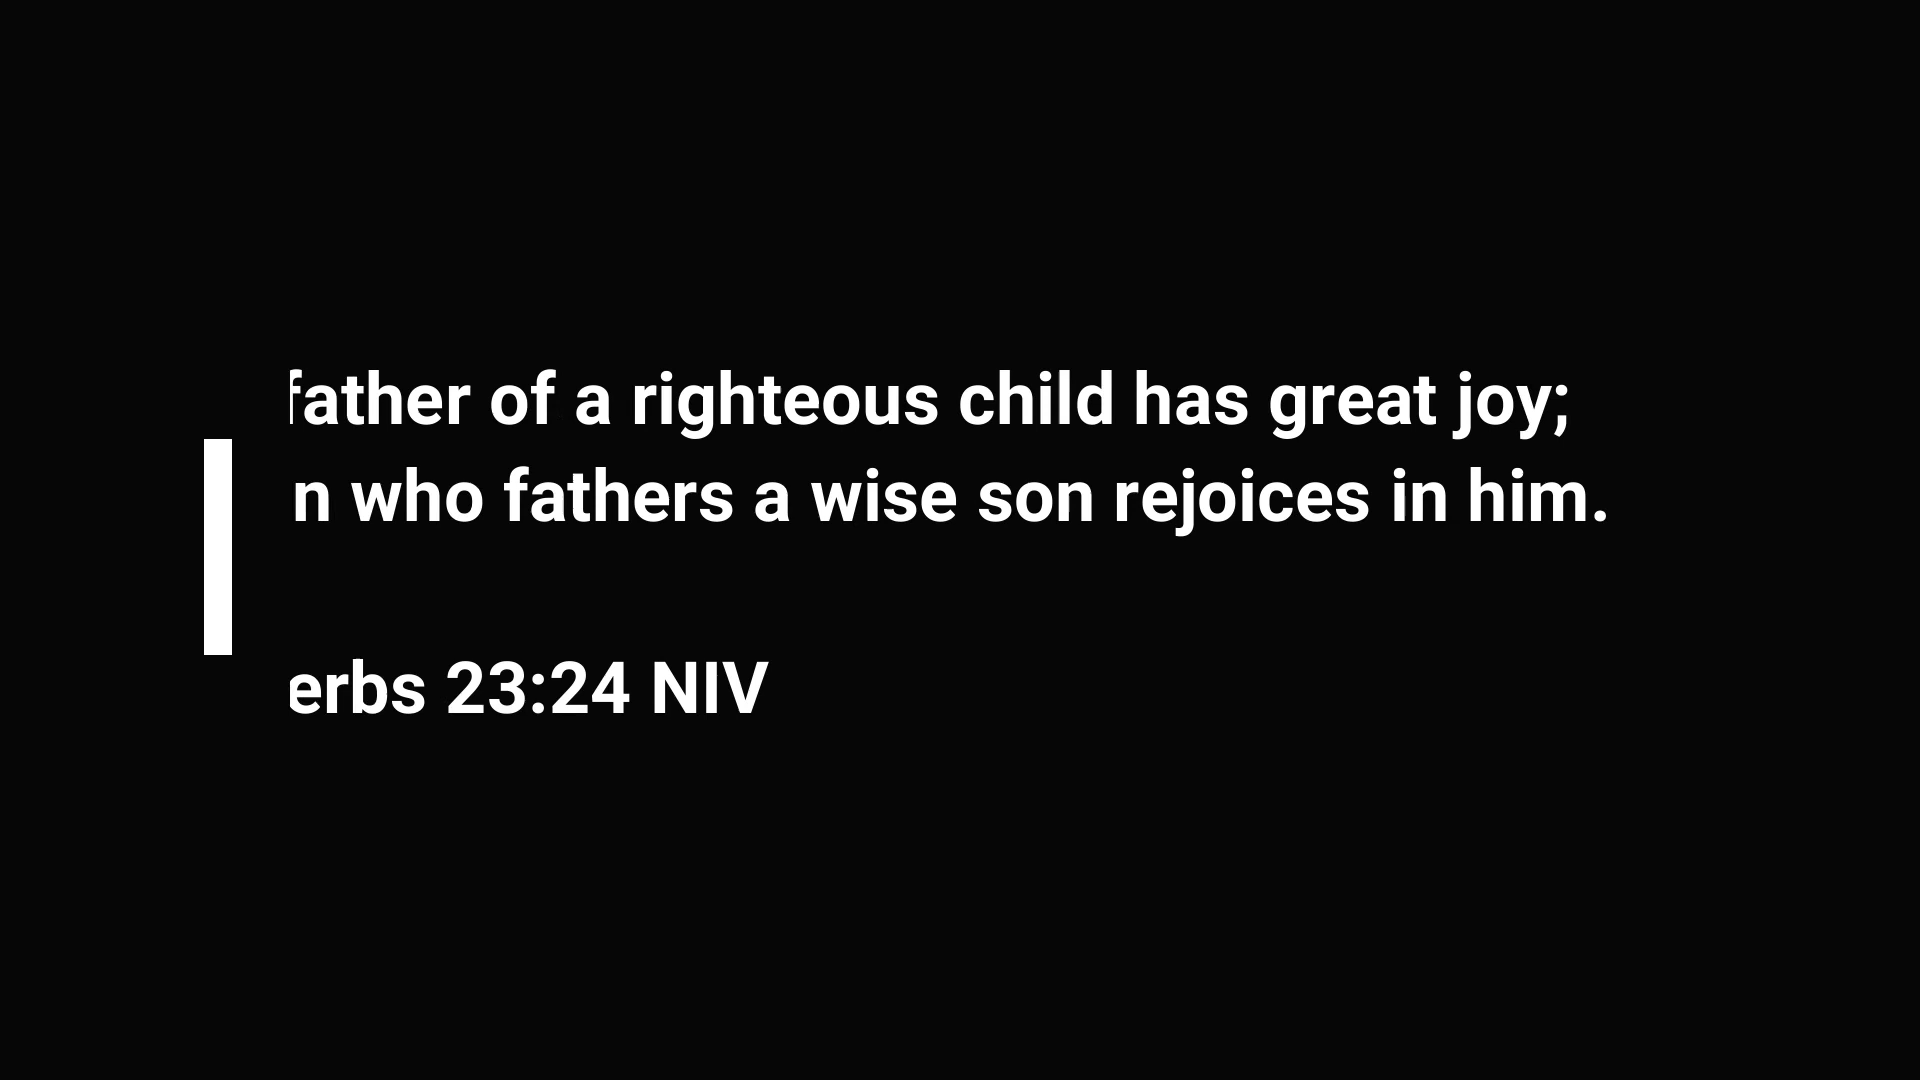 father of a righteous child has great joy;
n who fathers a wise son rejoices in him.
erbs 23:24 NIV